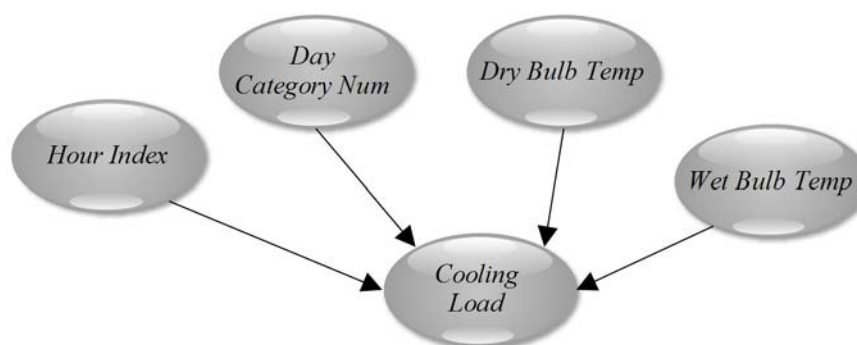 Day
Category Num
Dry Bulb Temp
Hour Index
Wet Bulb Temp
Cooling
Load